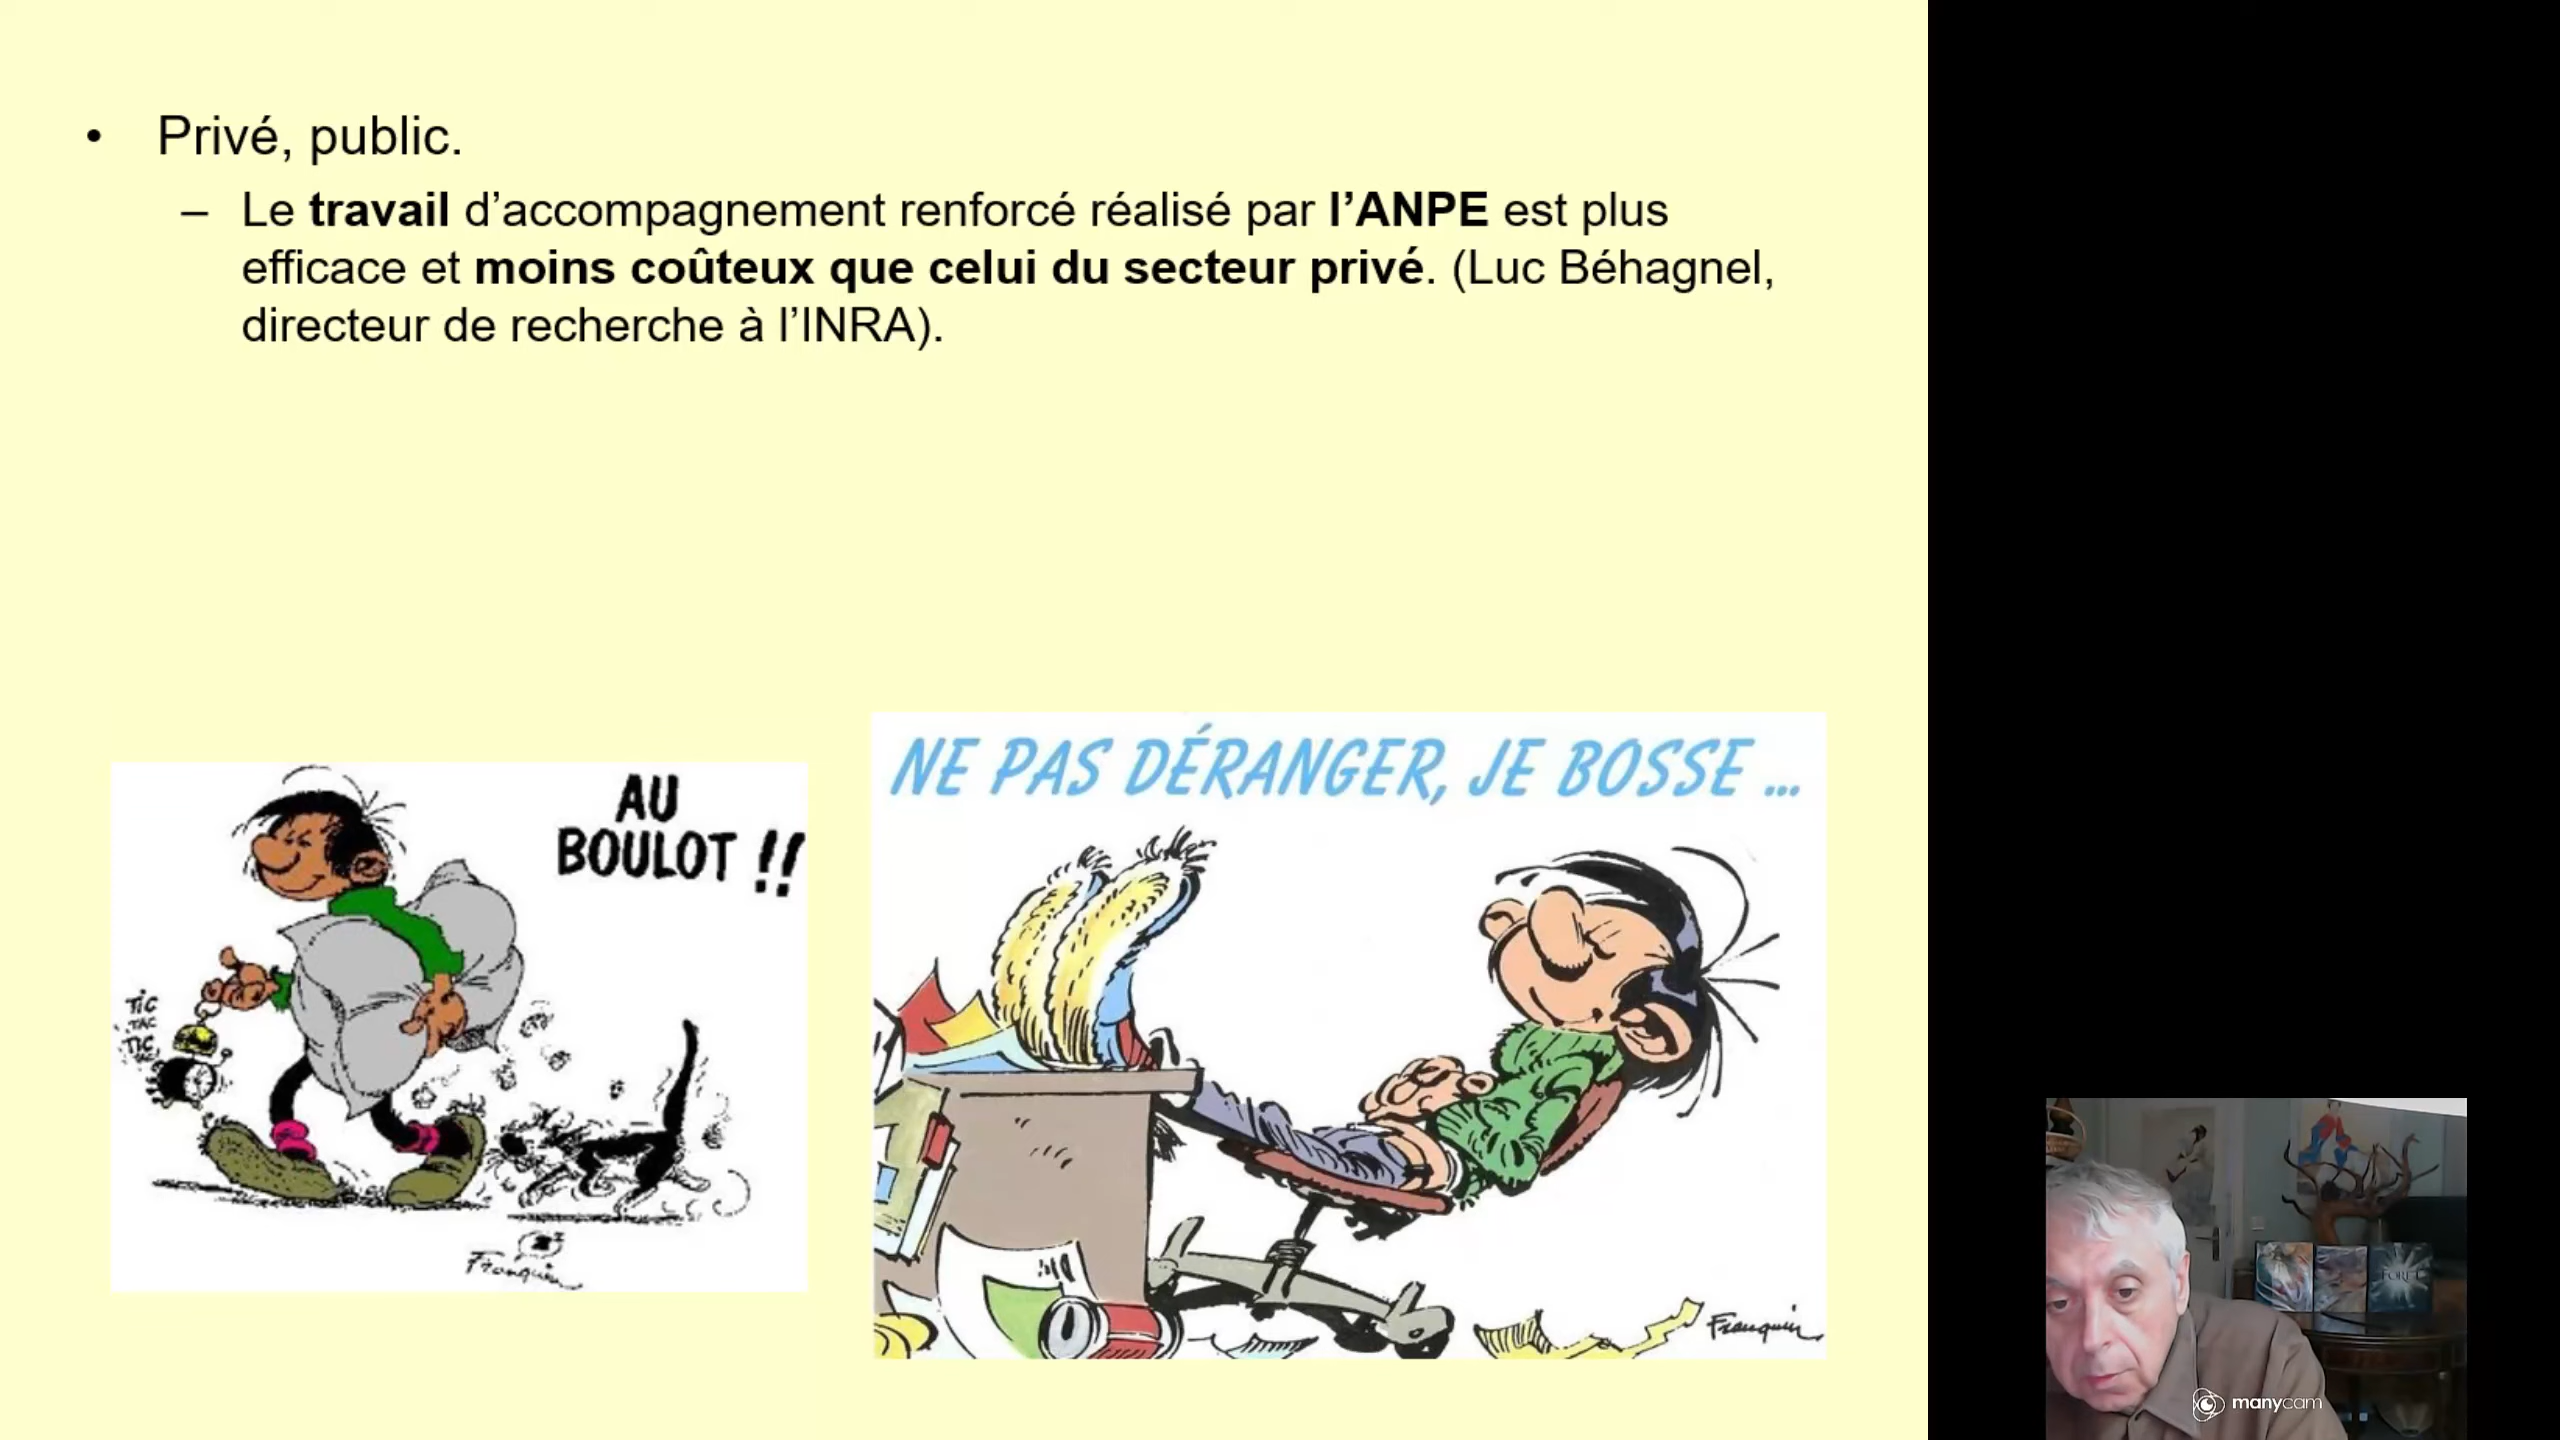 • Privé, public.
– Le travail d’accompagnement renforcé réalisé par l’ANPE est plus
efficace et moins coûteux que celui du secteur privé. (Luc Béhagnel,
directeur de recherche à l’INRA).
AU
BOULOT !!
TIC
TAC
TIC
TAC
Franquin
NE PAS DÉRANGER, JE BOSSE ...
Franquin
FORET
manycam